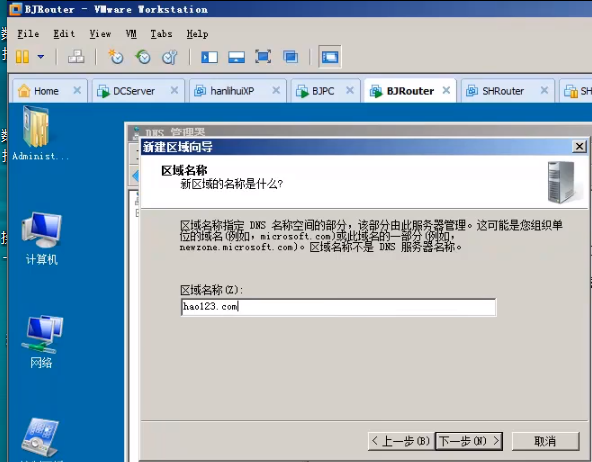 BJRouter - VMware Workstation
File Edit View VM Tabs Help
Home DCServer hanlihuiXP BJPC BJRouter SHRouter SH
Administ...
DNS 管理器
新建区域向导
区域名称
新区域的名称是什么?
区域名称指定 DNS 名称空间的部分，该部分由此服务器管理。这可能是您组织单
位的域名(例如，microsoft.com)或此域名的一部分(例如，
newzone.microsoft.com)。区域名称不是 DNS 服务器名称。
计算机
区域名称(Z):
hao123.com
网络
< 上一步(B) 下一步(N) > 取消